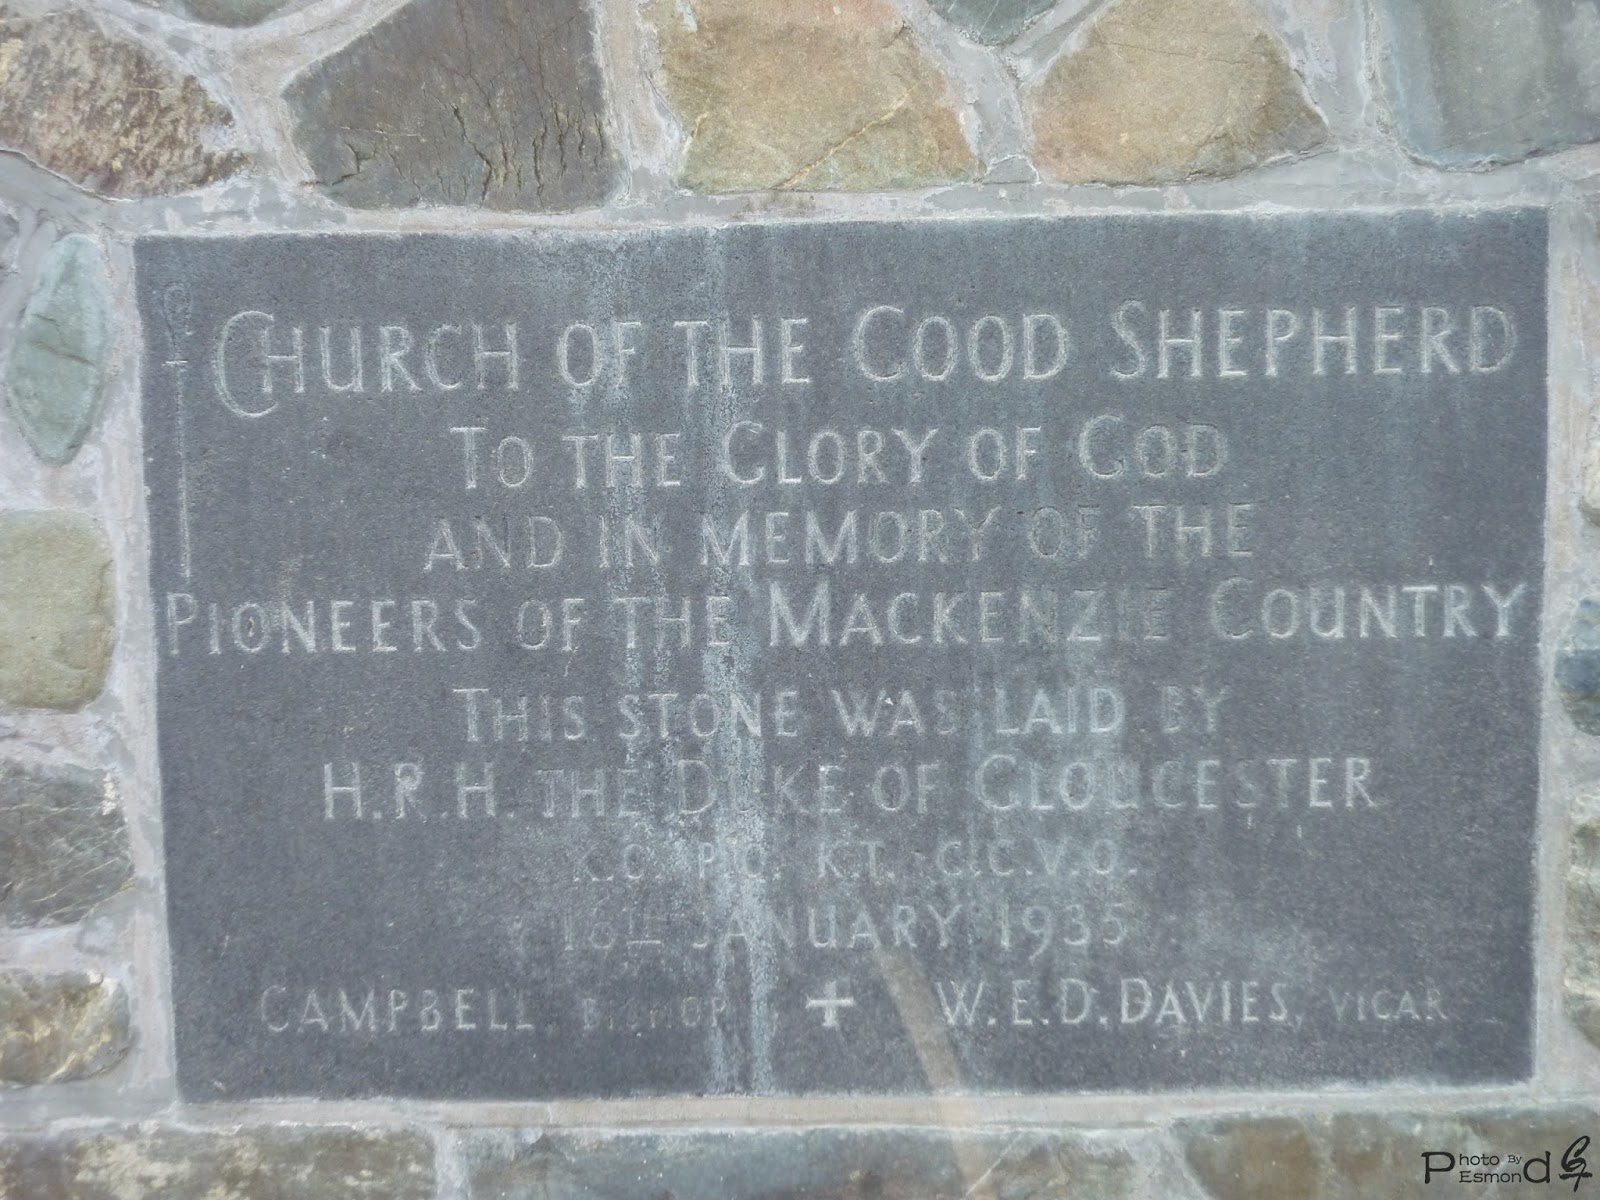 CHURCH OF THE GOOD SHEPHERD
TO THE GLORY OF GOD
AND IN MEMORY OF THE
PIONEERS OF THE MACKENZIE COUNTRY
THIS STONE WAS LAID BY
H.R.H. THE DUKE OF GLOUCESTER
K.G. P.C. K.T. G.C.V.O.
16TH JANUARY 1935
CAMPBELL BISHOP + W.E.D. DAVIES, VICAR
Photo By
Esmond